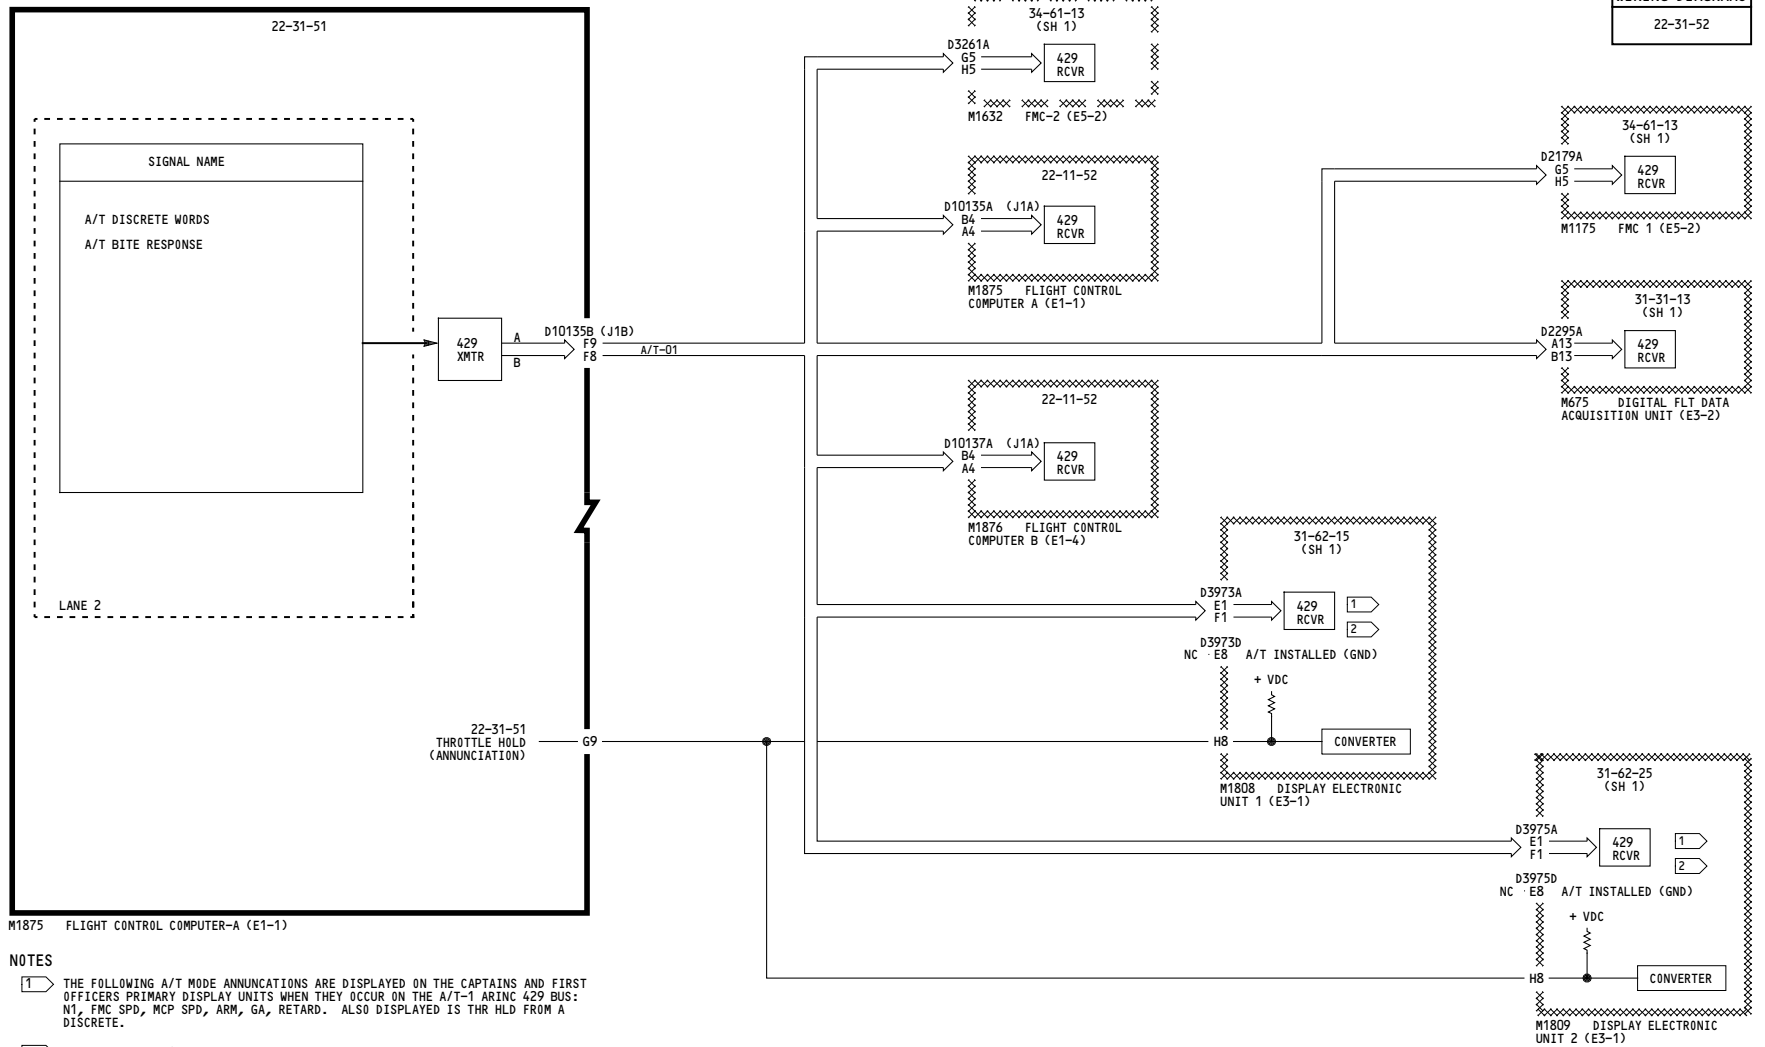 22-31-51
SIGNAL NAME
A/T DISCRETE WORDS
A/T BITE RESPONSE
LANE 2
429
XMTR
A
B
D10135B (J1B)
F9
F8
A/T-01
22-31-51
THROTTLE HOLD
(ANNUNCIATION)
G9
M1875 FLIGHT CONTROL COMPUTER-A (E1-1)
34-61-13
(SH 1)
D3261A
G5
H5
429
RCVR
M1632 FMC-2 (E5-2)
22-11-52
D10135A (J1A)
B4
A4
429
RCVR
M1875 FLIGHT CONTROL
COMPUTER A (E1-1)
22-11-52
D10137A (J1A)
B4
A4
429
RCVR
M1876 FLIGHT CONTROL
COMPUTER B (E1-4)
22-31-52
34-61-13
(SH 1)
D2179A
G5
H5
429
RCVR
M1175 FMC 1 (E5-2)
31-31-13
(SH 1)
D2295A
A13
B13
429
RCVR
M675 DIGITAL FLT DATA
ACQUISITION UNIT (E3-2)
31-62-15
(SH 1)
D3973A
E1
F1
429
RCVR
1
2
D3973D
NC E8 A/T INSTALLED (GND)
+ VDC
H8
CONVERTER
M1808 DISPLAY ELECTRONIC
UNIT 1 (E3-1)
31-62-25
(SH 1)
D3975A
E1
F1
429
RCVR
1
2
D3975D
NC E8 A/T INSTALLED (GND)
+ VDC
H8
CONVERTER
M1809 DISPLAY ELECTRONIC
UNIT 2 (E3-1)
NOTES
1 THE FOLLOWING A/T MODE ANNUNCATIONS ARE DISPLAYED ON THE CAPTAINS AND FIRST
OFFICERS PRIMARY DISPLAY UNITS WHEN THEY OCCUR ON THE A/T-1 ARINC 429 BUS:
N1, FMC SPD, MCP SPD, ARM, GA, RETARD. ALSO DISPLAYED IS THR HLD FROM A
DISCRETE.